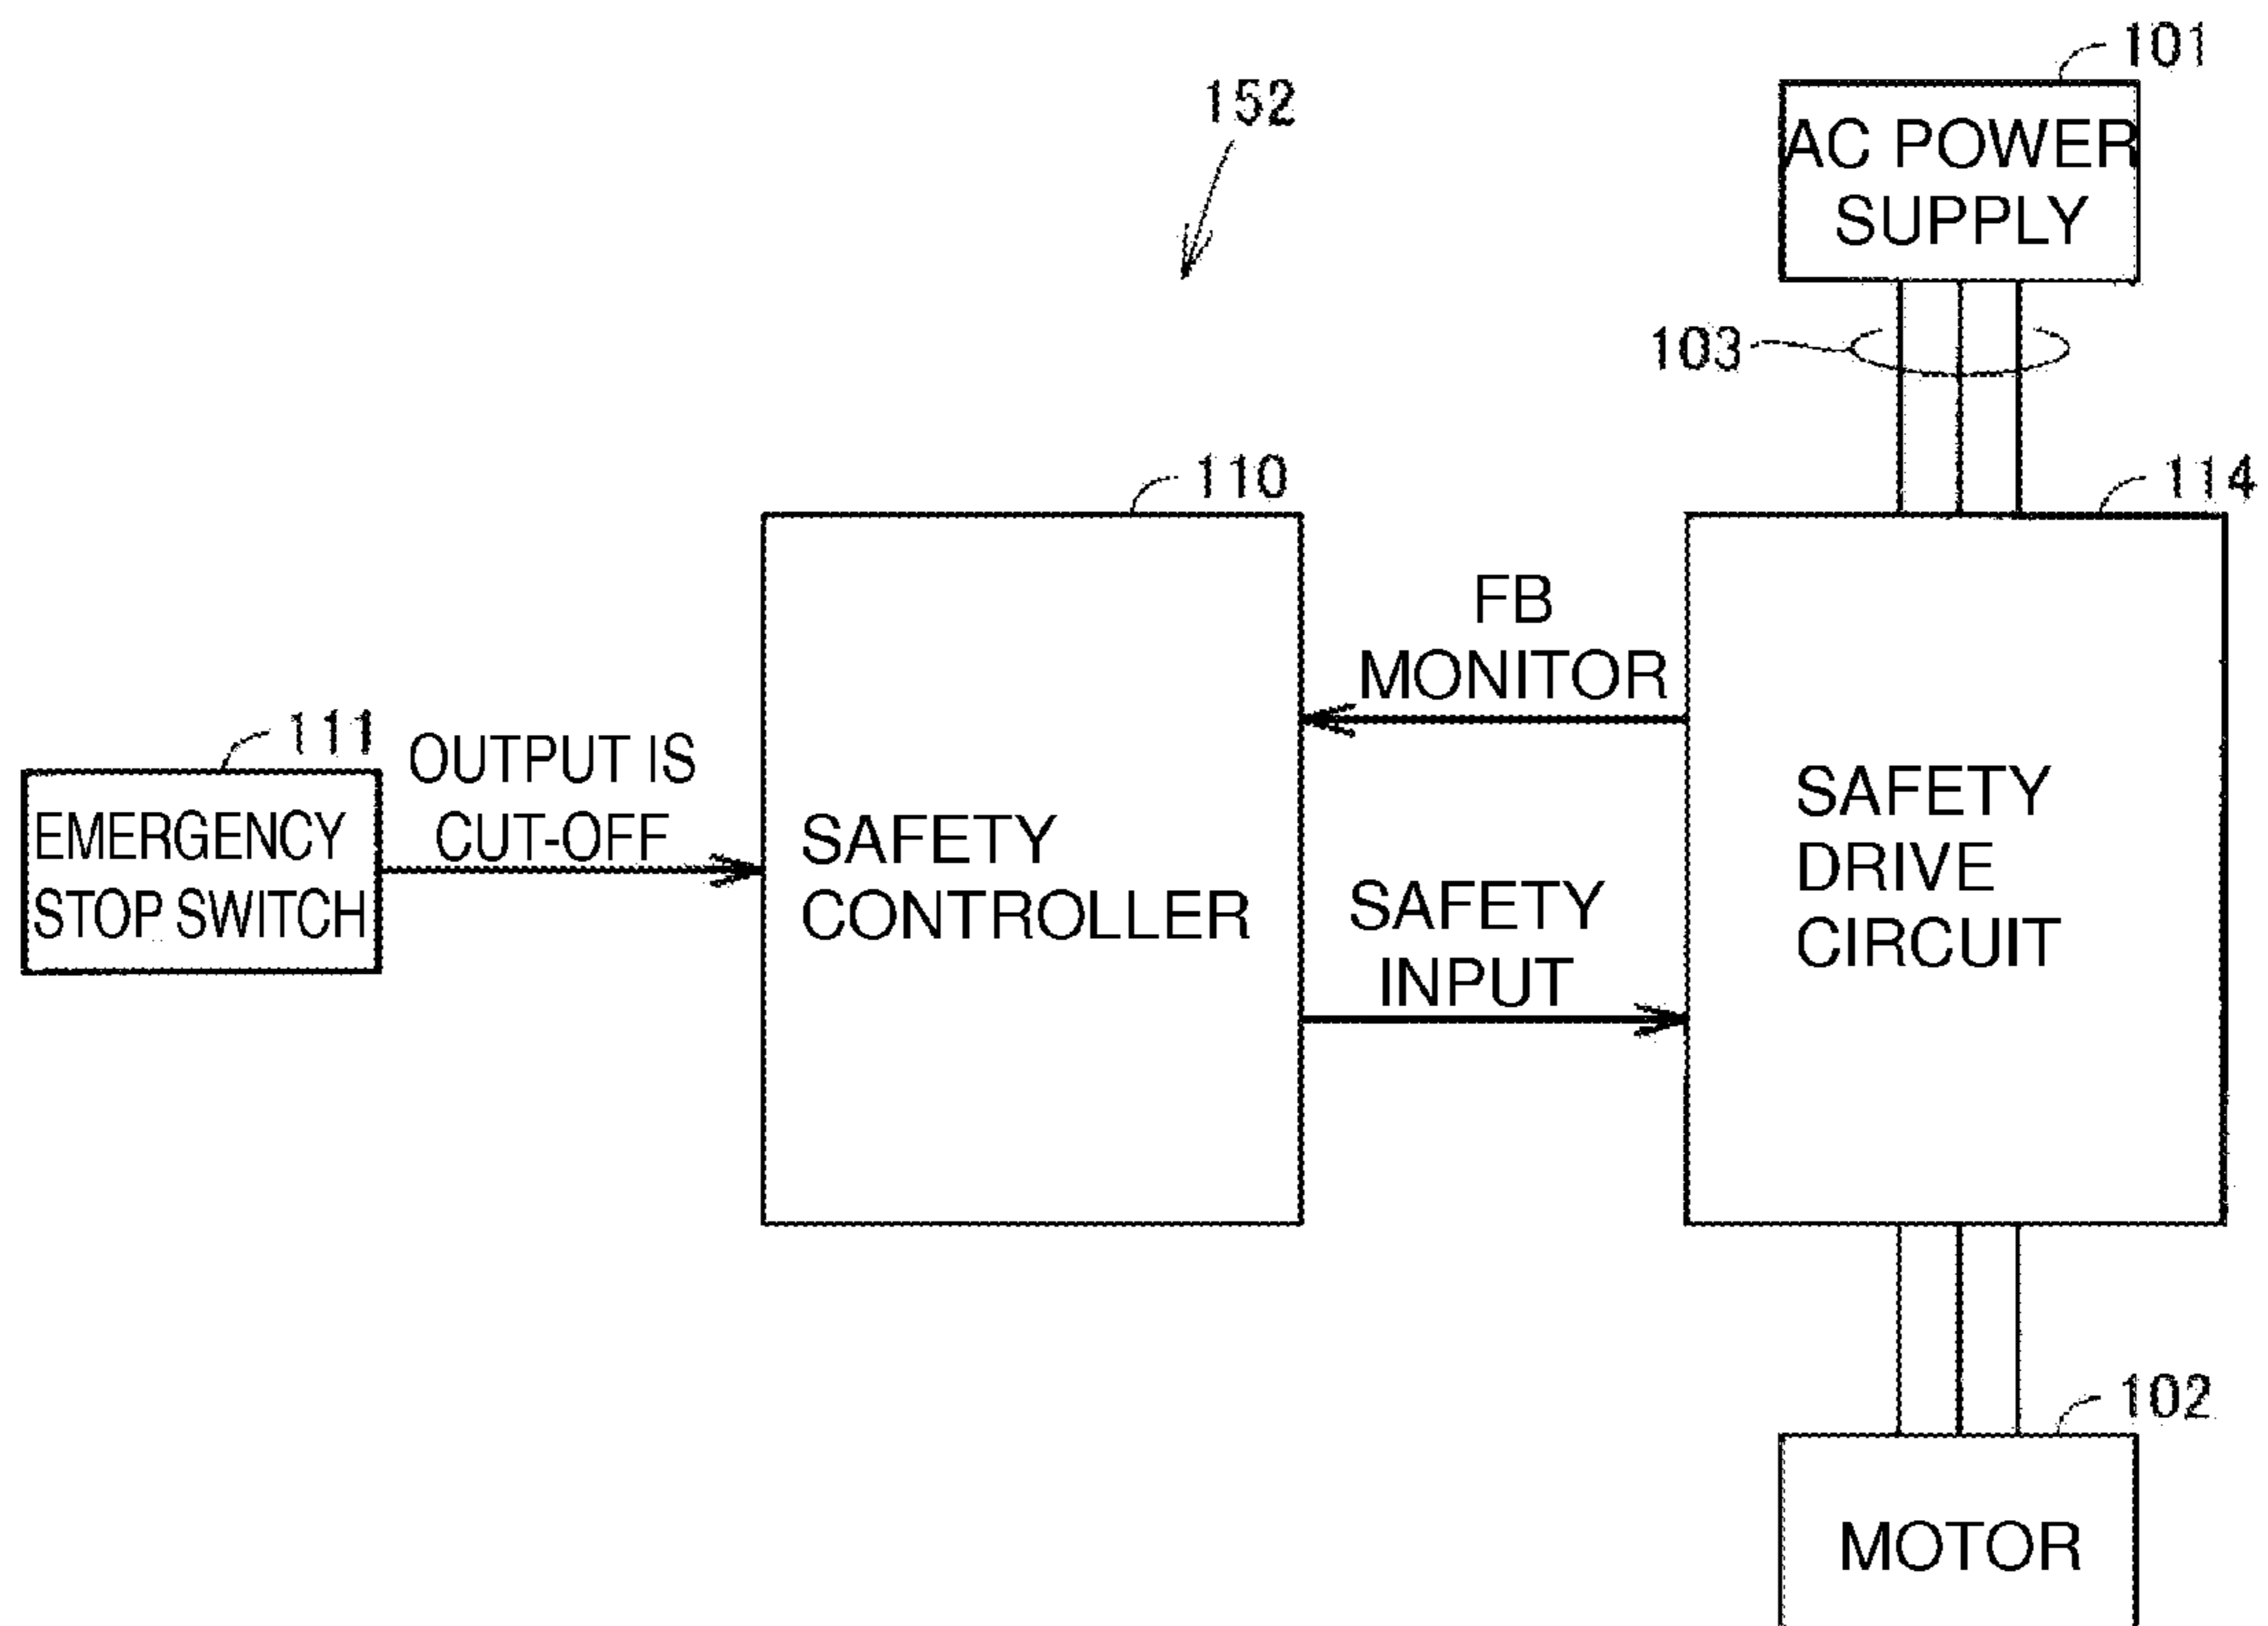 101
AC POWER
SUPPLY
152
103
110
114
FB
MONITOR
111
OUTPUT IS
CUT-OFF
EMERGENCY
STOP SWITCH
SAFETY
CONTROLLER
SAFETY
INPUT
SAFETY
DRIVE
CIRCUIT
102
MOTOR